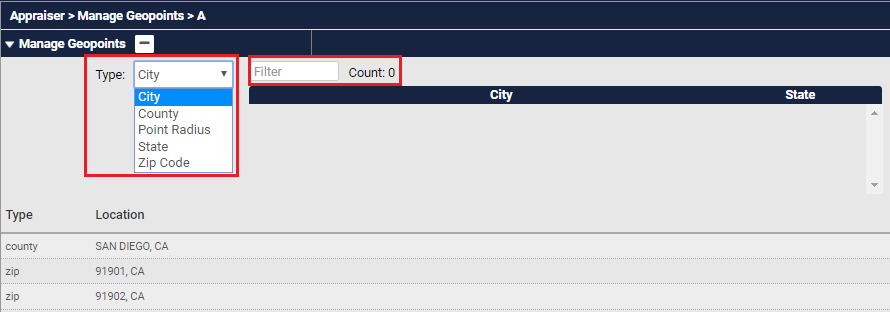 Appraiser > Manage Geopoints > A
Manage Geopoints
Type: City Filter Count: 0
City
County
Point Radius
State
Zip Code
City State
Type Location
county SAN DIEGO, CA
zip 91901, CA
zip 91902, CA